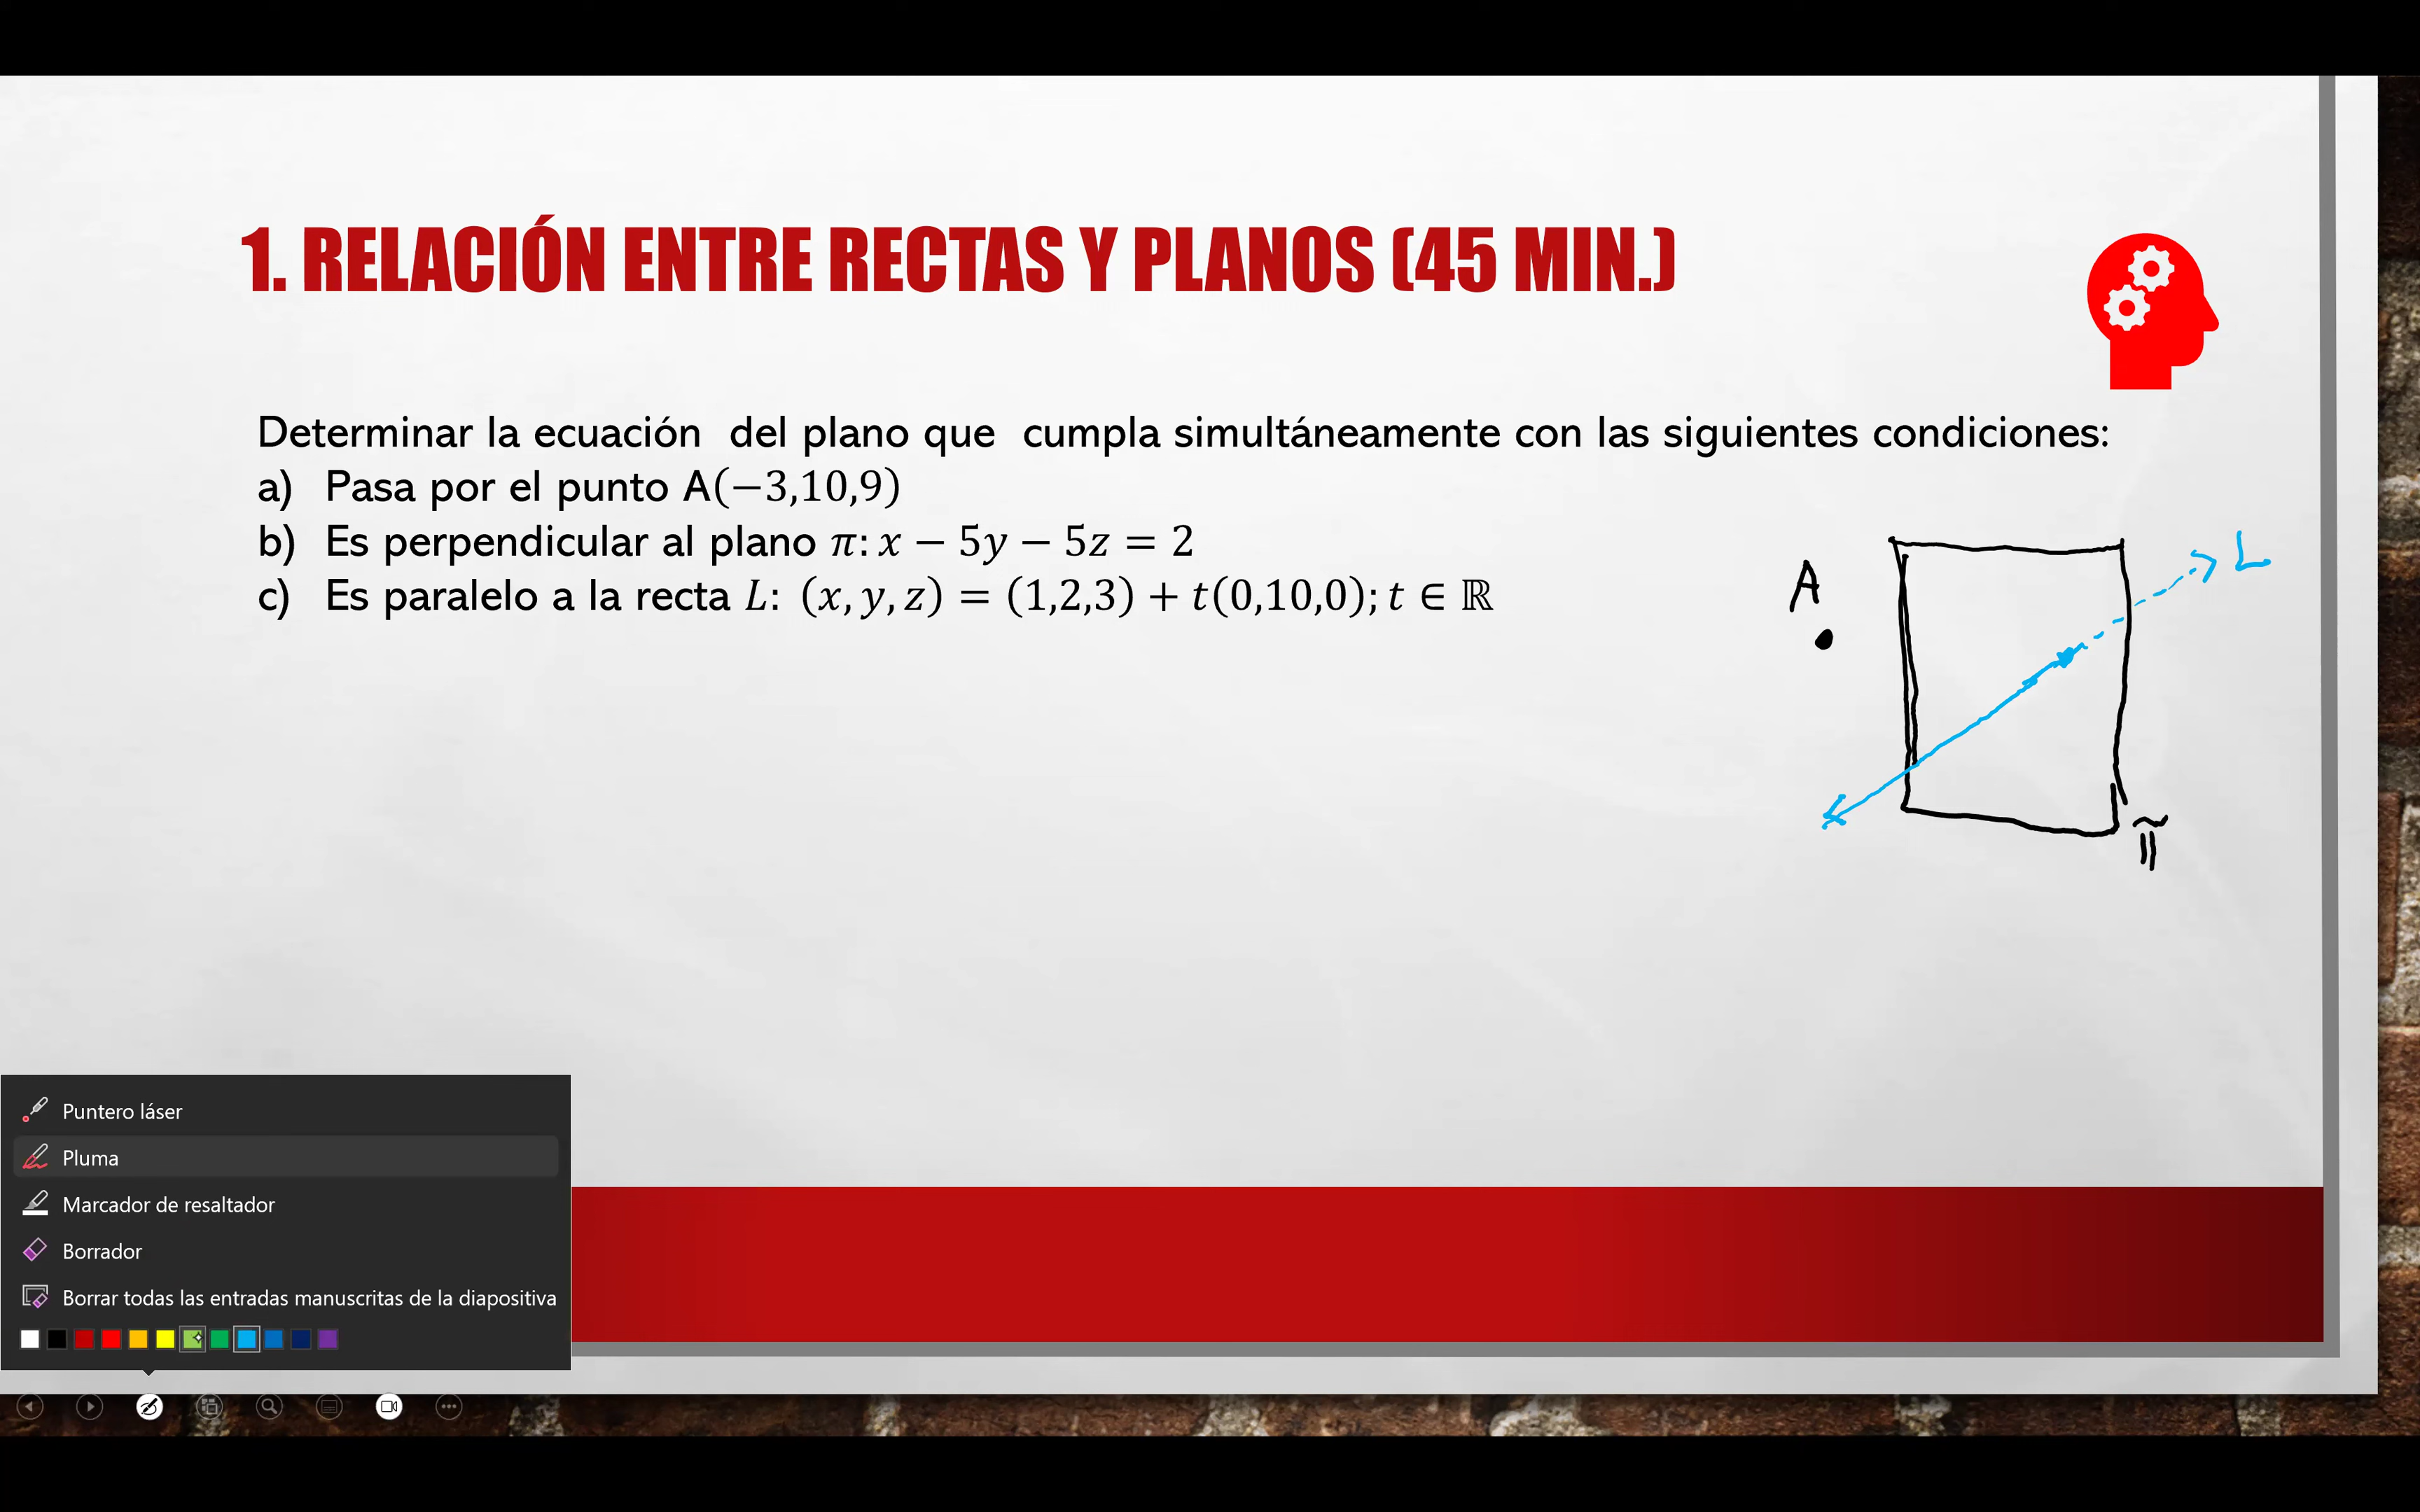 1. RELACIÓN ENTRE RECTAS Y PLANOS (45 MIN.)
Determinar la ecuación del plano que cumpla simultáneamente con las siguientes condiciones:
a) Pasa por el punto A(−3,10,9)
b) Es perpendicular al plano π: x − 5y − 5z = 2
c) Es paralelo a la recta L: (x, y, z) = (1,2,3) + t(0,10,0); t ∈ ℝ
A
L
π
Puntero láser
Pluma
Marcador de resaltador
Borrador
Borrar todas las entradas manuscritas de la diapositiva